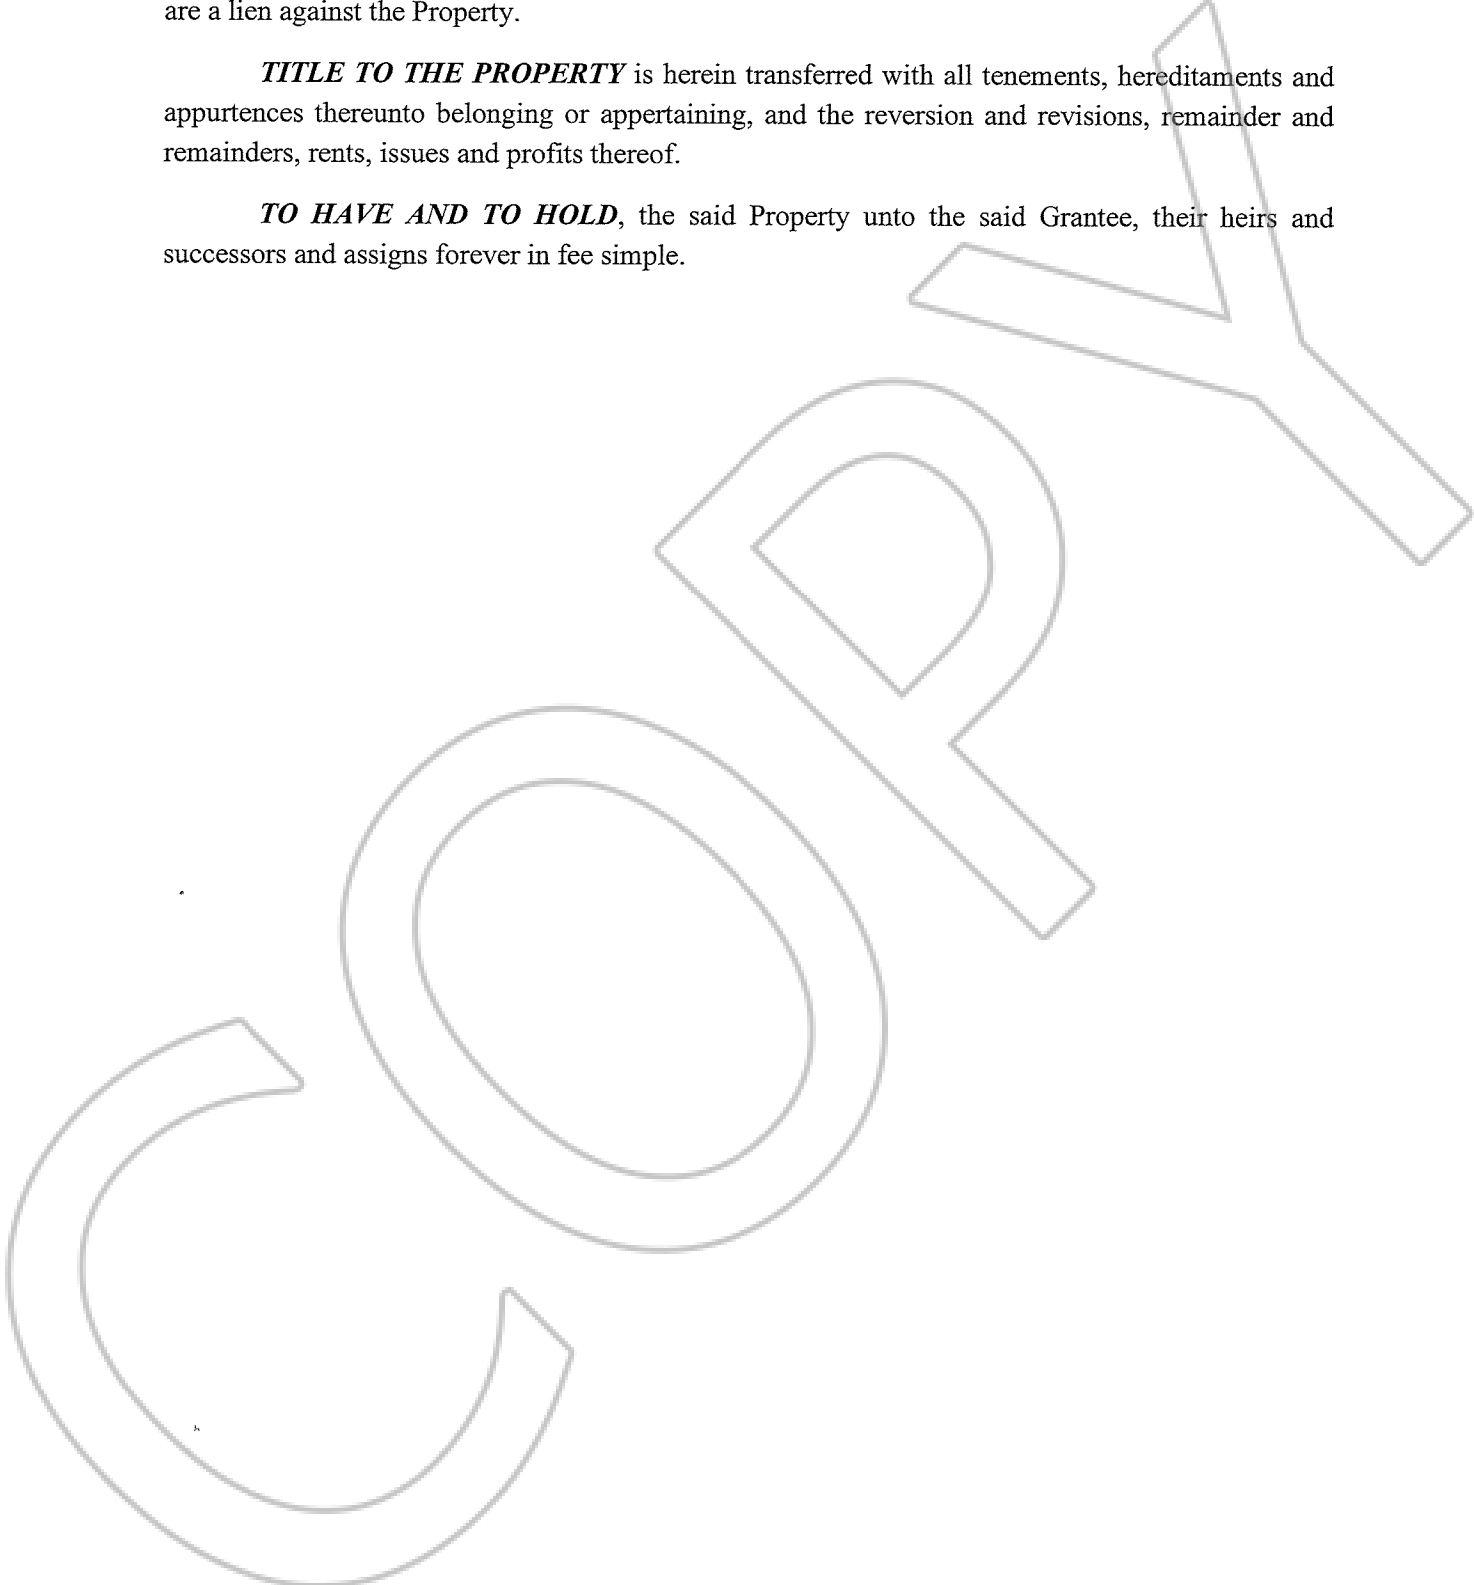 are a lien against the Property.
TITLE TO THE PROPERTY is herein transferred with all tenements, hereditaments and
appurtences thereunto belonging or appertaining, and the reversion and revisions, remainder and
remainders, rents, issues and profits thereof.
TO HAVE AND TO HOLD, the said Property unto the said Grantee, their heirs and
successors and assigns forever in fee simple.
COPY